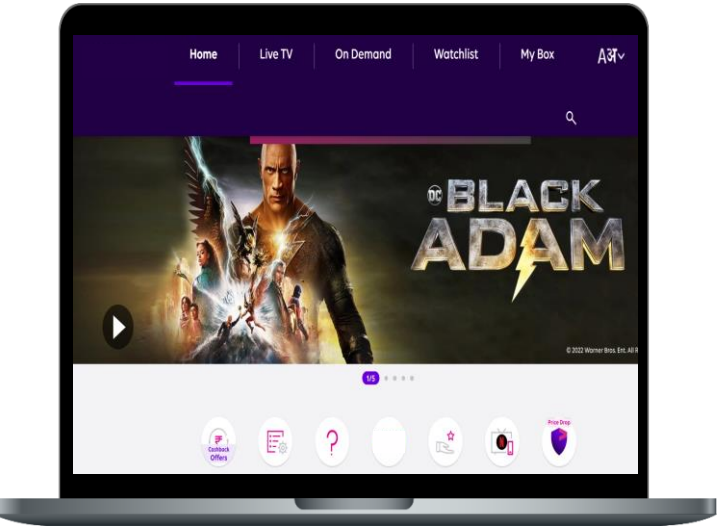 Home
Live TV
On Demand
Watchlist
My Box
Aअ
DC
BLACK
ADAM
© 2022 Warner Bros. Ent. All R
1/5
Cashback
Offers
?
Price Drop